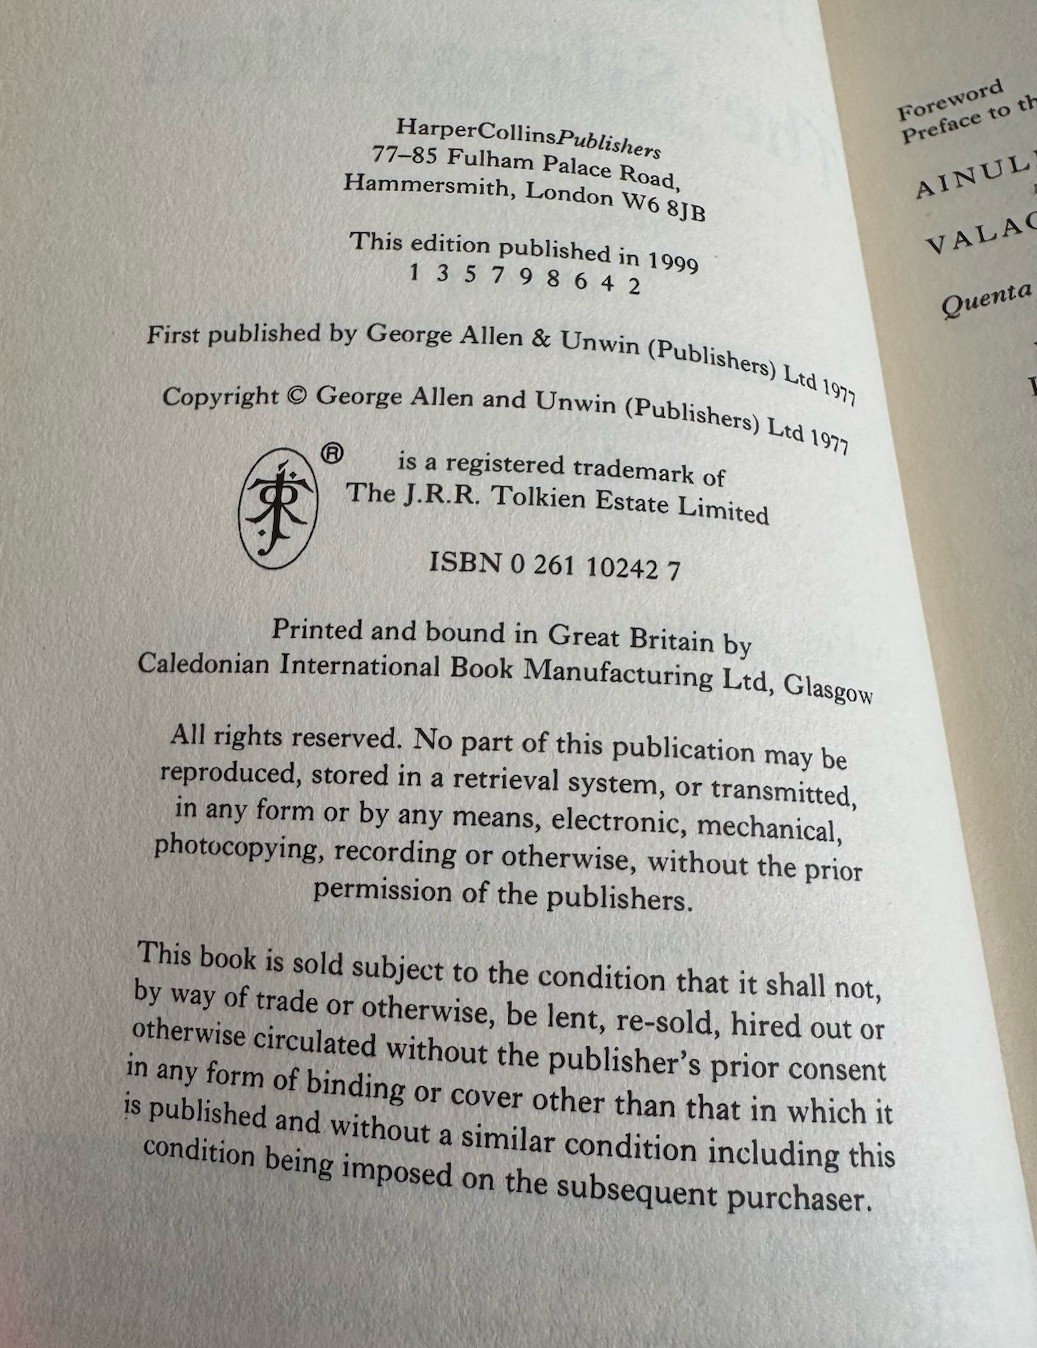 HarperCollinsPublishers
77–85 Fulham Palace Road,
Hammersmith, London W6 8JB
This edition published in 1999
1 3 5 7 9 8 6 4 2
First published by George Allen & Unwin (Publishers) Ltd 1977
Copyright © George Allen and Unwin (Publishers) Ltd 1977
® is a registered trademark of
The J.R.R. Tolkien Estate Limited
ISBN 0 261 10242 7
Printed and bound in Great Britain by
Caledonian International Book Manufacturing Ltd, Glasgow
All rights reserved. No part of this publication may be
reproduced, stored in a retrieval system, or transmitted,
in any form or by any means, electronic, mechanical,
photocopying, recording or otherwise, without the prior
permission of the publishers.
This book is sold subject to the condition that it shall not,
by way of trade or otherwise, be lent, re-sold, hired out or
otherwise circulated without the publisher's prior consent
in any form of binding or cover other than that in which it
is published and without a similar condition including this
condition being imposed on the subsequent purchaser.
Foreword
Preface to
Quenta